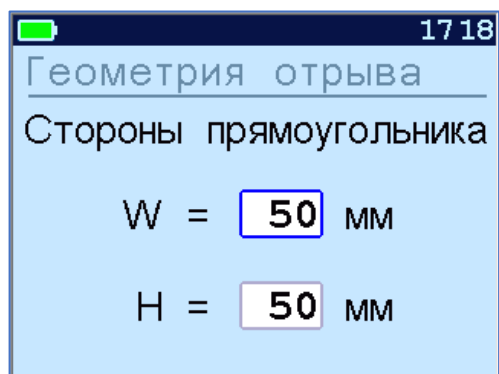 17 18
Геометрия отрыва
Стороны прямоугольника
W = 50 мм
H = 50 мм